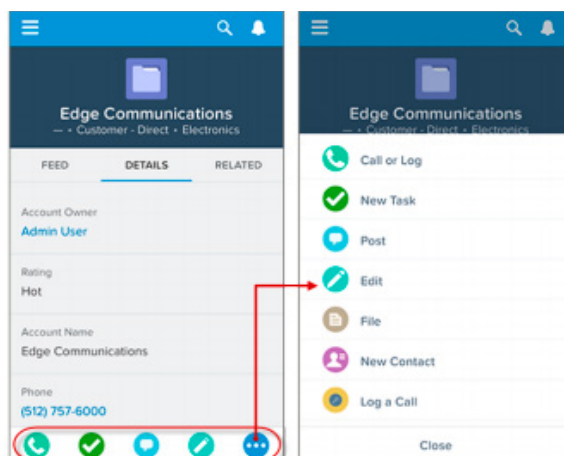 Edge Communications
— • Customer - Direct • Electronics
FEED DETAILS RELATED
Account Owner
Admin User
Rating
Hot
Account Name
Edge Communications
Phone
(512) 757-6000
Edge Communications
— • Customer - Direct • Electronics
Call or Log
New Task
Post
Edit
File
New Contact
Log a Call
Close